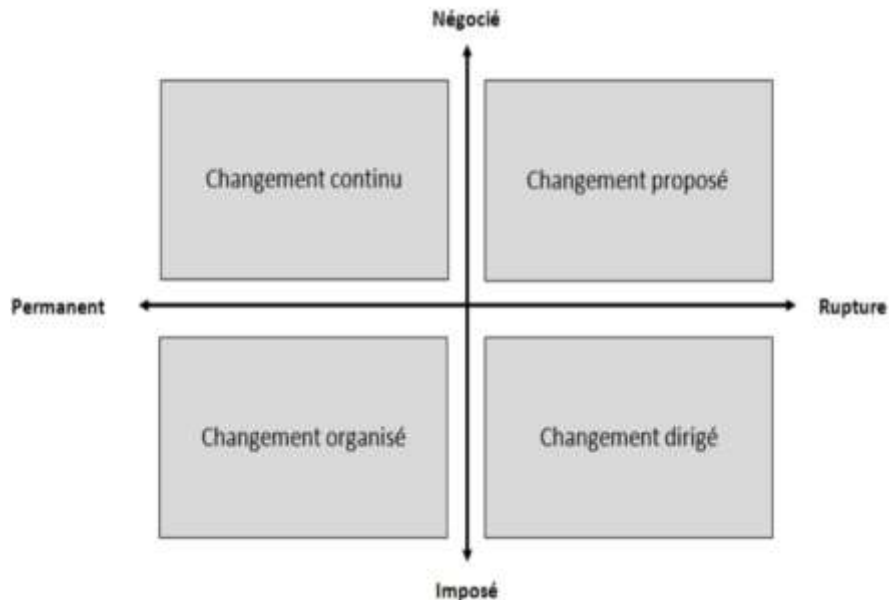 Négocié
Changement continu
Changement proposé
Permanent
Rupture
Changement organisé
Changement dirigé
Imposé